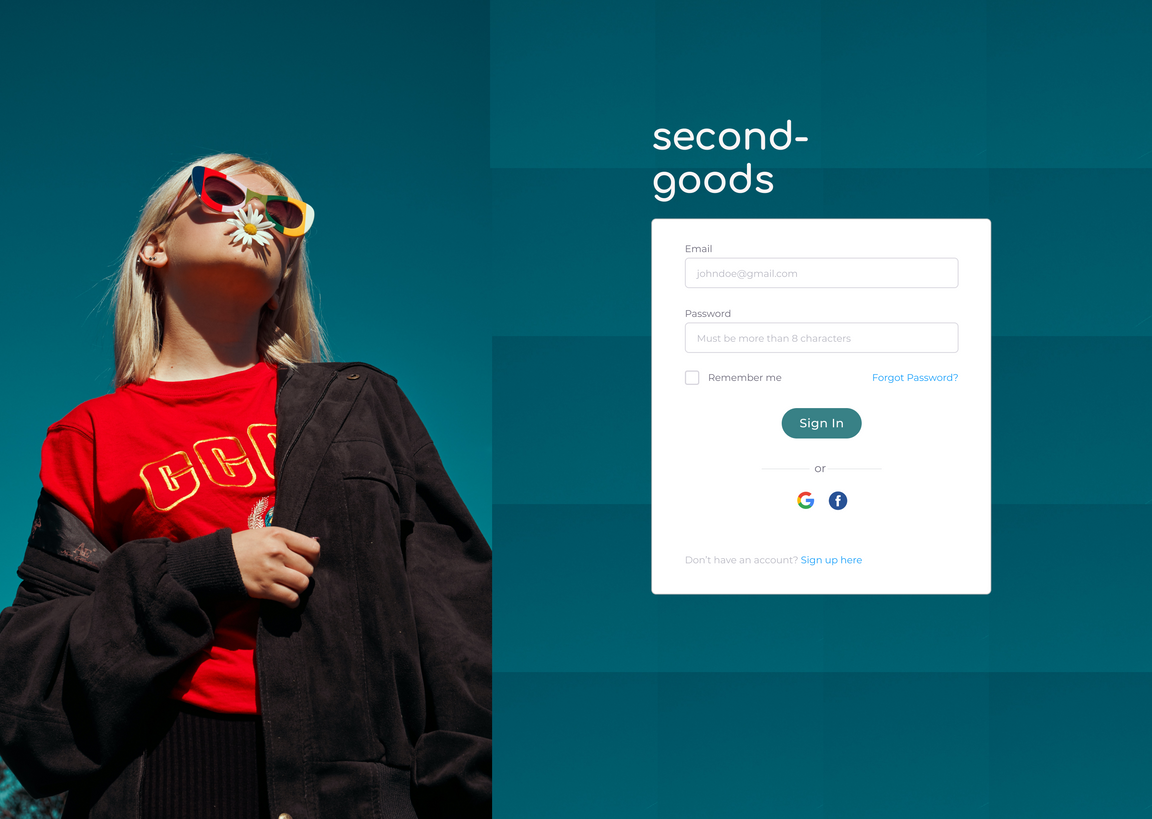 second-
goods
Email
johndoe@gmail.com
Password
Must be more than 8 characters
Remember me
Forgot Password?
Sign In
or
Don't have an account? Sign up here